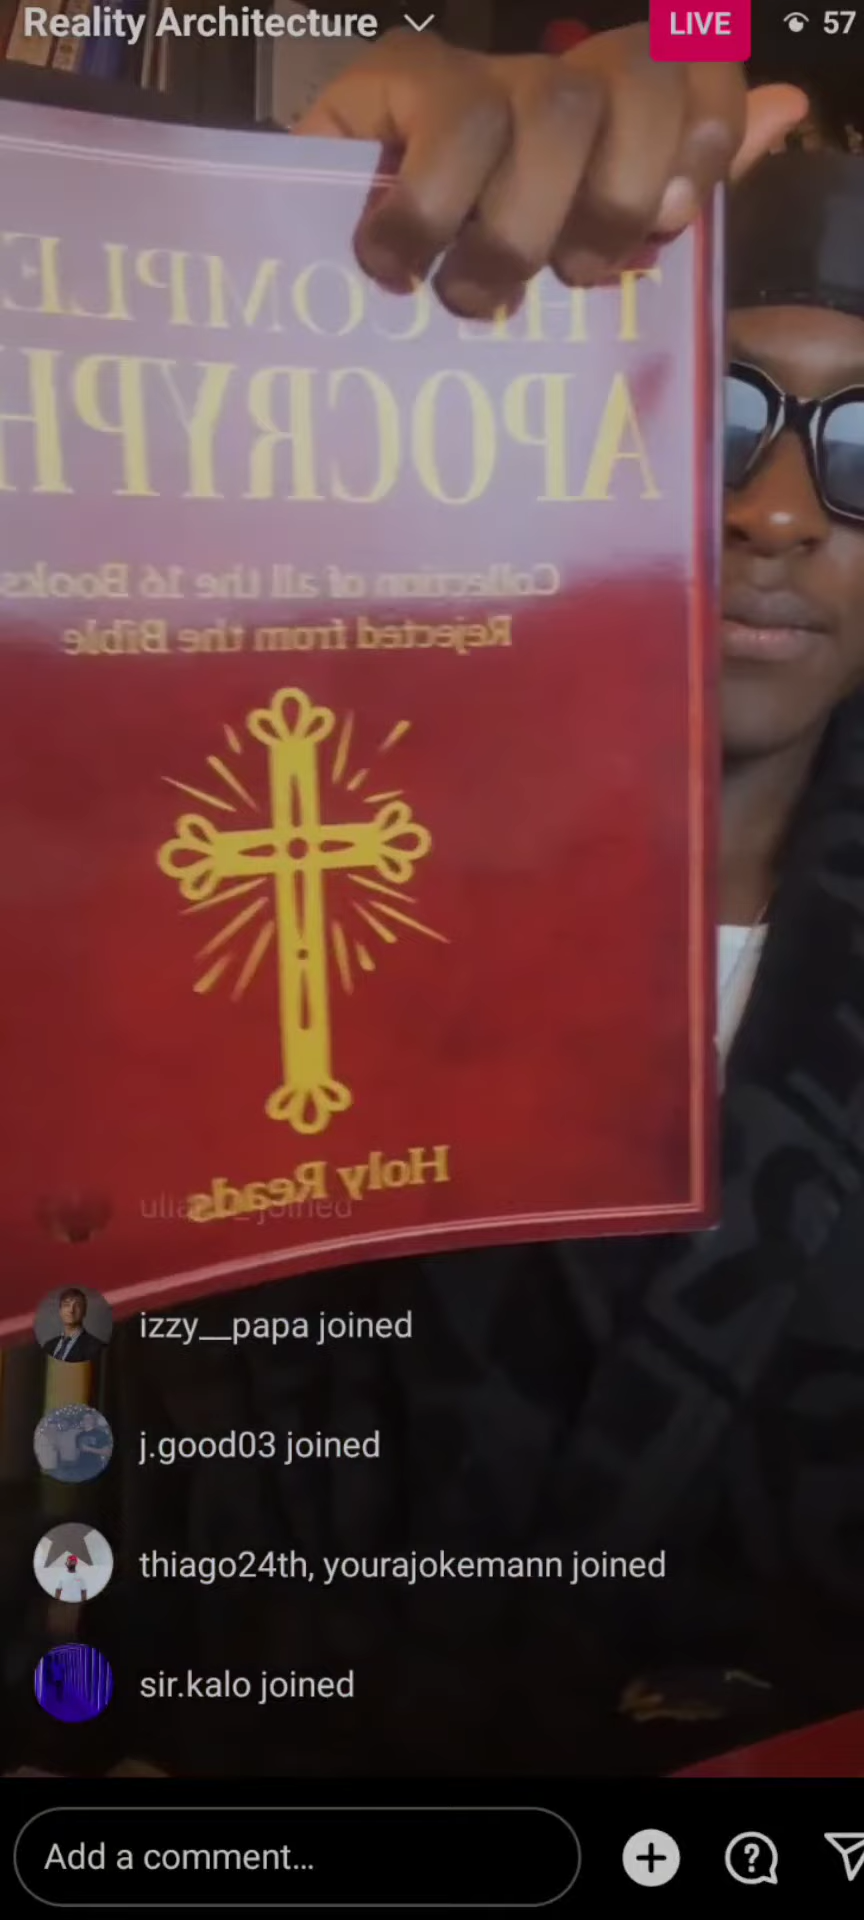 Reality Architecture
LIVE
57
THE COMPLE
APOCRYPH
Collection of all the 16 Books
Rejected from the Bible
Holy Reads
joined
izzy__papa joined
j.good03 joined
thiago24th, yourajokemann joined
sir.kalo joined
Add a comment...